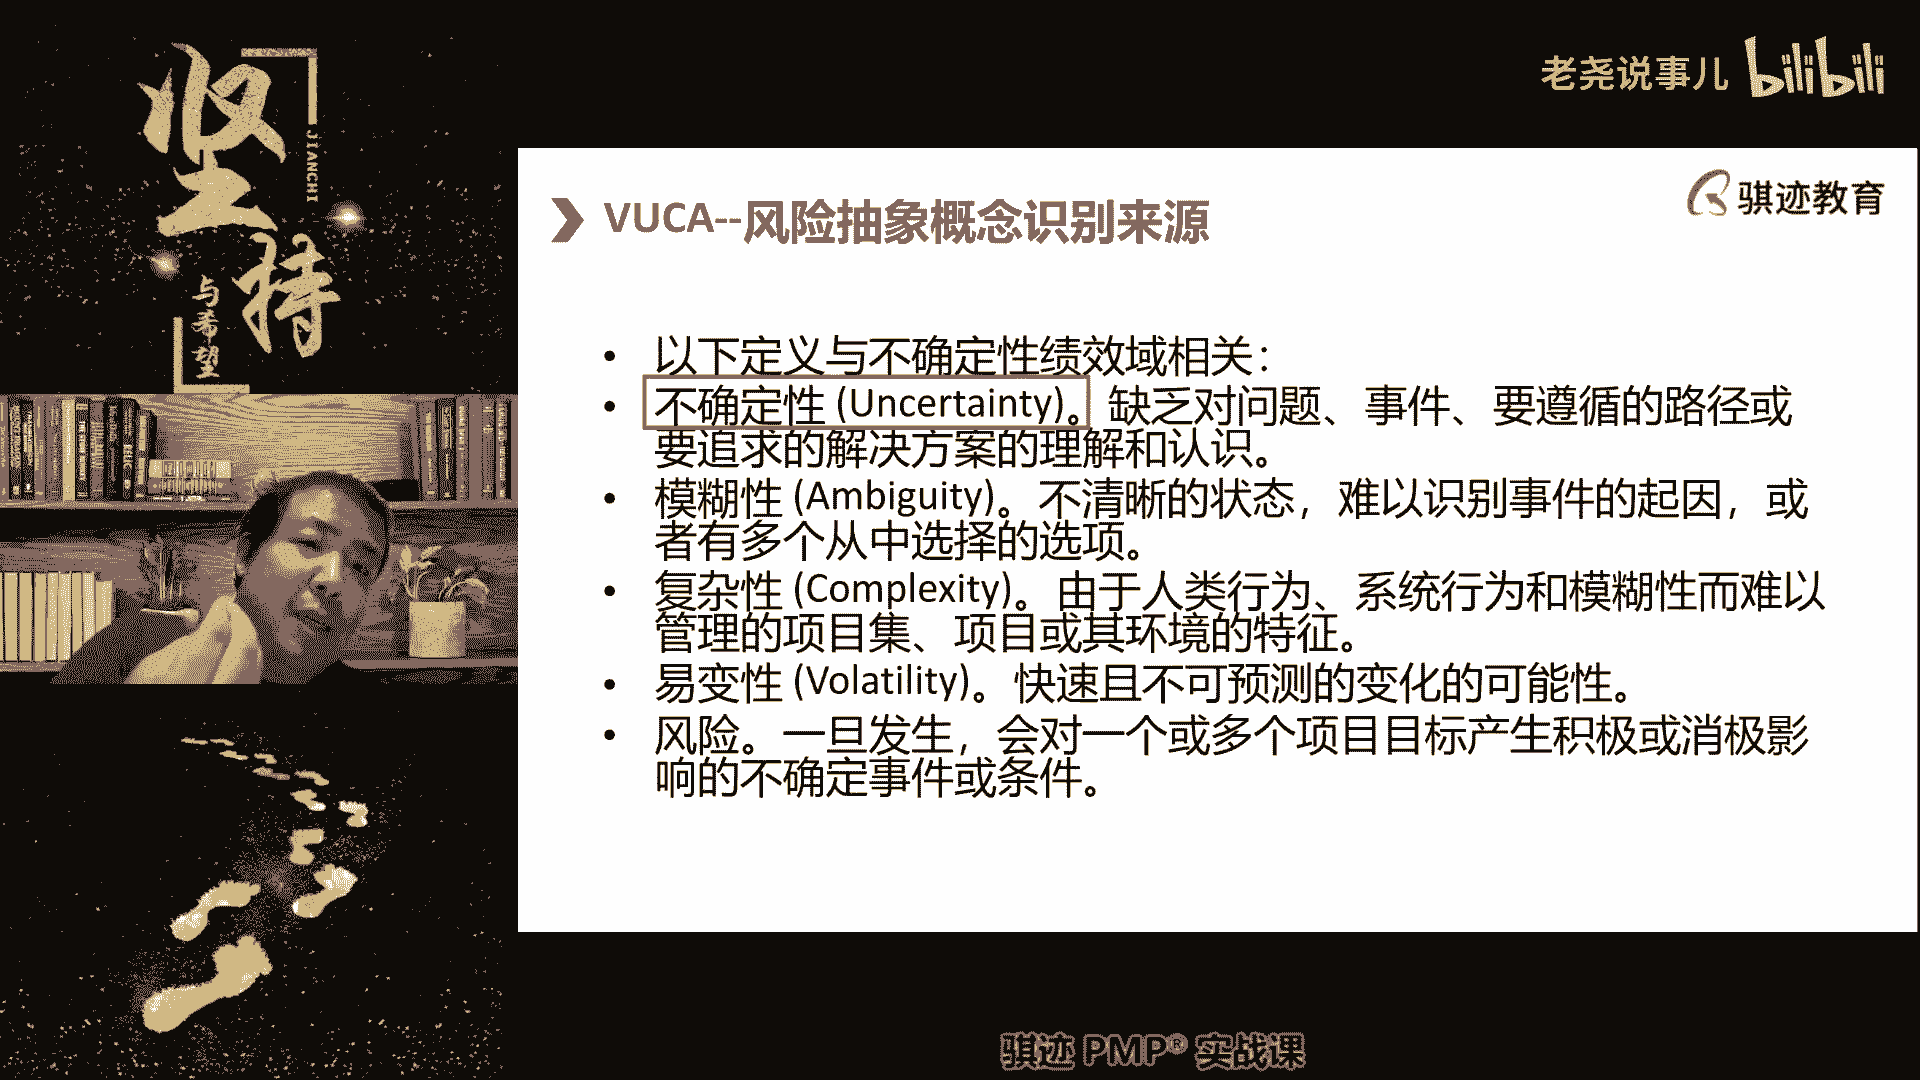 坚持
JIANCHI
与希望
老尧说事儿 bilibili
骐迹教育
VUCA--风险抽象概念识别来源
• 以下定义与不确定性绩效域相关：
• 不确定性 (Uncertainty)。缺乏对问题、事件、要遵循的路径或
要追求的解决方案的理解和认识。
• 模糊性 (Ambiguity)。不清晰的状态，难以识别事件的起因，或
者有多个从中选择的选项。
• 复杂性 (Complexity)。由于人类行为、系统行为和模糊性而难以
管理的项目集、项目或其环境的特征。
• 易变性 (Volatility)。快速且不可预测的变化的可能性。
• 风险。一旦发生，会对一个或多个项目目标产生积极或消极影
响的不确定事件或条件。
骐迹 PMP® 实战课